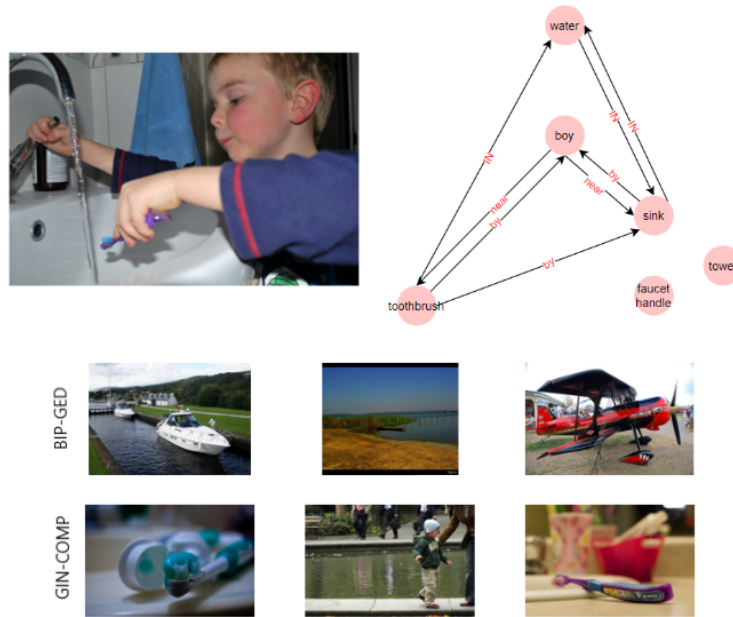 water
IN
IN
IN
boy
near
by
by
near
sink
by
towe
faucet
handle
toothbrush
BIP-GED
GIN-COMP